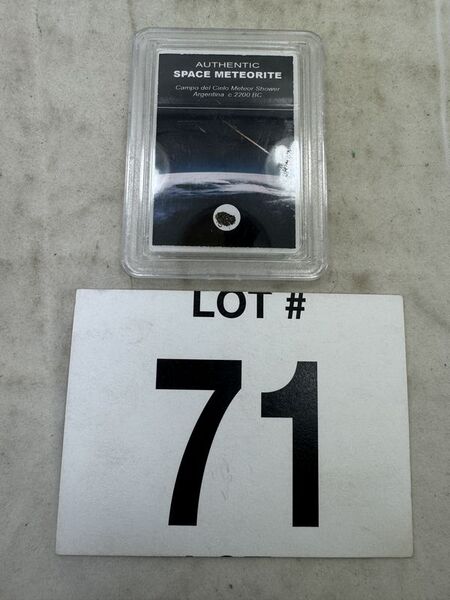 AUTHENTIC
SPACE METEORITE
Campo del Cielo Meteor Shower
Argentina c 2200 BC
LOT #
71